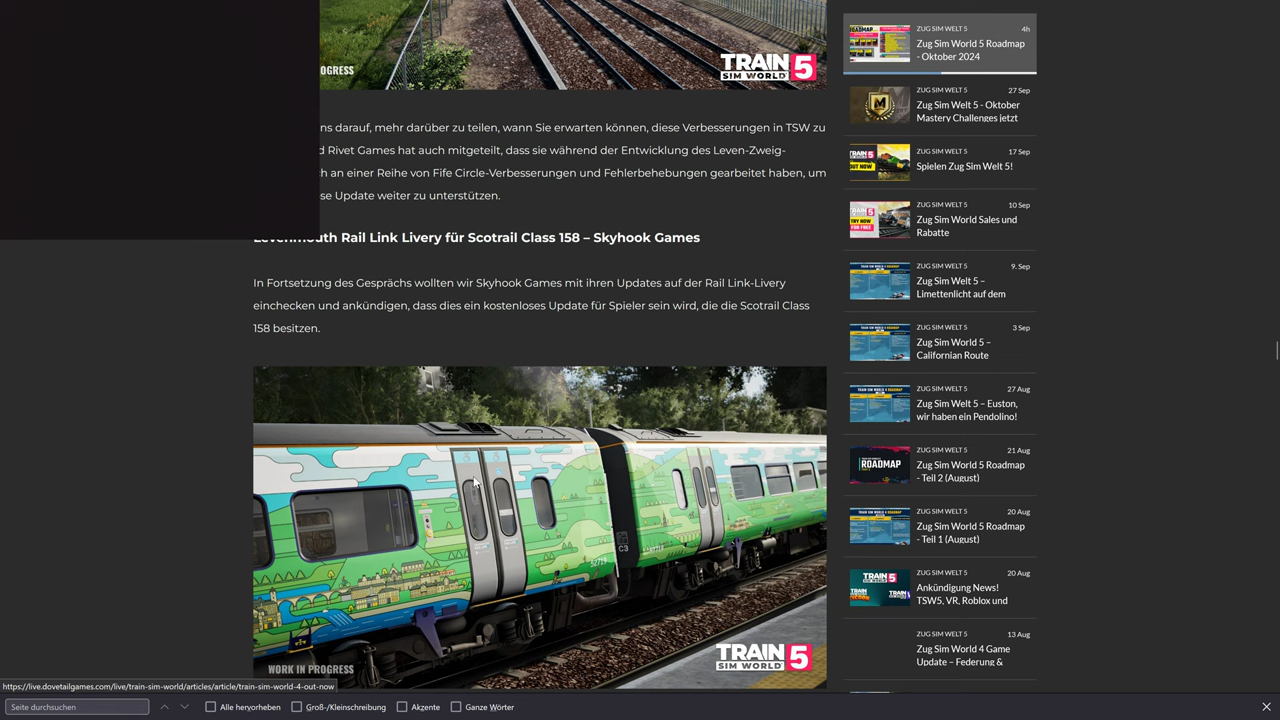 OGRESS
TRAIN
SIM WORLD 5
ns darauf, mehr darüber zu teilen, wann Sie erwarten können, diese Verbesserungen in TSW zu
d Rivet Games hat auch mitgeteilt, dass sie während der Entwicklung des Leven-Zweig-
ch an einer Reihe von Fife Circle-Verbesserungen und Fehlerbehebungen gearbeitet haben, um
se Update weiter zu unterstützen.
Levenmouth Rail Link Livery für Scotrail Class 158 – Skyhook Games
In Fortsetzung des Gesprächs wollten wir Skyhook Games mit ihren Updates auf der Rail Link-Livery
einchecken und ankündigen, dass dies ein kostenloses Update für Spieler sein wird, die die Scotrail Class
158 besitzen.
C3
52713
WORK IN PROGRESS
TRAIN
SIM WORLD 5
ZUG SIM WELT 5 4h
Zug Sim World 5 Roadmap
- Oktober 2024
ZUG SIM WELT 5 27 Sep
Zug Sim Welt 5 - Oktober
Mastery Challenges jetzt
ZUG SIM WELT 5 17 Sep
Spielen Zug Sim Welt 5!
ZUG SIM WELT 5 10 Sep
Zug Sim World Sales und
Rabatte
ZUG SIM WELT 5 9. Sep
Zug Sim Welt 5 –
Limettenlicht auf dem
ZUG SIM WELT 5 3 Sep
Zug Sim World 5 –
Californian Route
ZUG SIM WELT 5 27 Aug
Zug Sim Welt 5 – Euston,
wir haben ein Pendolino!
ZUG SIM WELT 5 21 Aug
Zug Sim World 5 Roadmap
- Teil 2 (August)
ROADMAP
ZUG SIM WELT 5 20 Aug
Zug Sim World 5 Roadmap
- Teil 1 (August)
ZUG SIM WELT 5 20 Aug
Ankündigung News!
TSW5, VR, Roblox und
ZUG SIM WELT 5 13 Aug
Zug Sim World 4 Game
Update – Federung &
https://live.dovetailgames.com/live/train-sim-world/articles/article/train-sim-world-4-out-now
Seite durchsuchen Alle hervorheben Groß-/Kleinschreibung Akzente Ganze Wörter